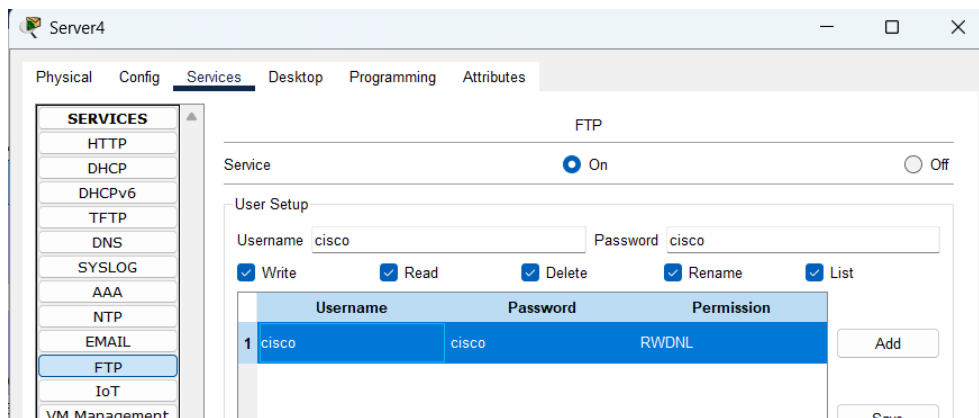 Server4
Physical Config Services Desktop Programming Attributes
SERVICES
HTTP
DHCP
DHCPv6
TFTP
DNS
SYSLOG
AAA
NTP
EMAIL
FTP
IoT
VM Management
FTP
Service On Off
User Setup
Username cisco Password cisco
Write Read Delete Rename List
Username Password Permission
1 cisco cisco RWDNL
Add
Save